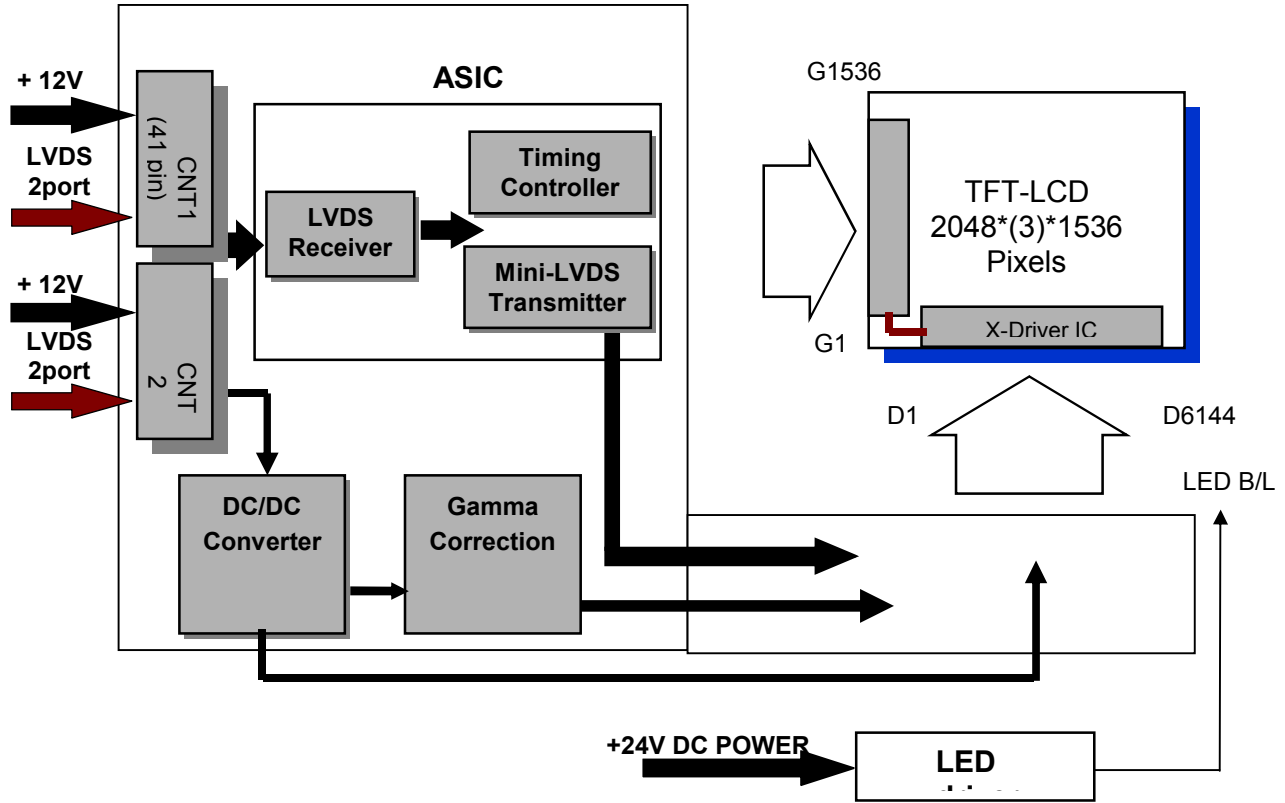 + 12V
LVDS
2port
+ 12V
LVDS
2port
CNT1
(41 pin)
CNT
2
ASIC
LVDS
Receiver
Timing
Controller
Mini-LVDS
Transmitter
DC/DC
Converter
Gamma
Correction
G1536
TFT-LCD
2048*(3)*1536
Pixels
G1
X-Driver IC
D1
D6144
LED B/L
+24V DC POWER
LED